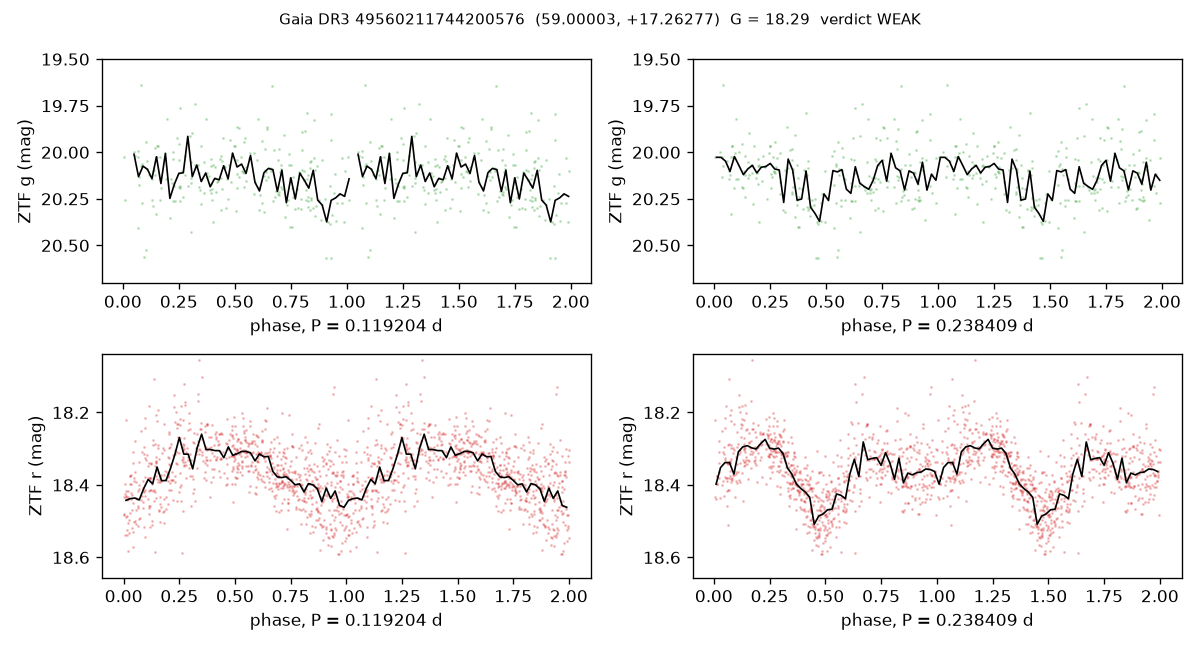 Gaia DR3 49560211744200576 (59.00003, +17.26277) G = 18.29 verdict WEAK
ZTF g (mag)
19.50
19.75
20.00
20.25
20.50
0.00 0.25 0.50 0.75 1.00 1.25 1.50 1.75 2.00
phase, P = 0.119204 d
ZTF g (mag)
19.50
19.75
20.00
20.25
20.50
0.00 0.25 0.50 0.75 1.00 1.25 1.50 1.75 2.00
phase, P = 0.238409 d
ZTF r (mag)
18.2
18.4
18.6
0.00 0.25 0.50 0.75 1.00 1.25 1.50 1.75 2.00
phase, P = 0.119204 d
ZTF r (mag)
18.2
18.4
18.6
0.00 0.25 0.50 0.75 1.00 1.25 1.50 1.75 2.00
phase, P = 0.238409 d